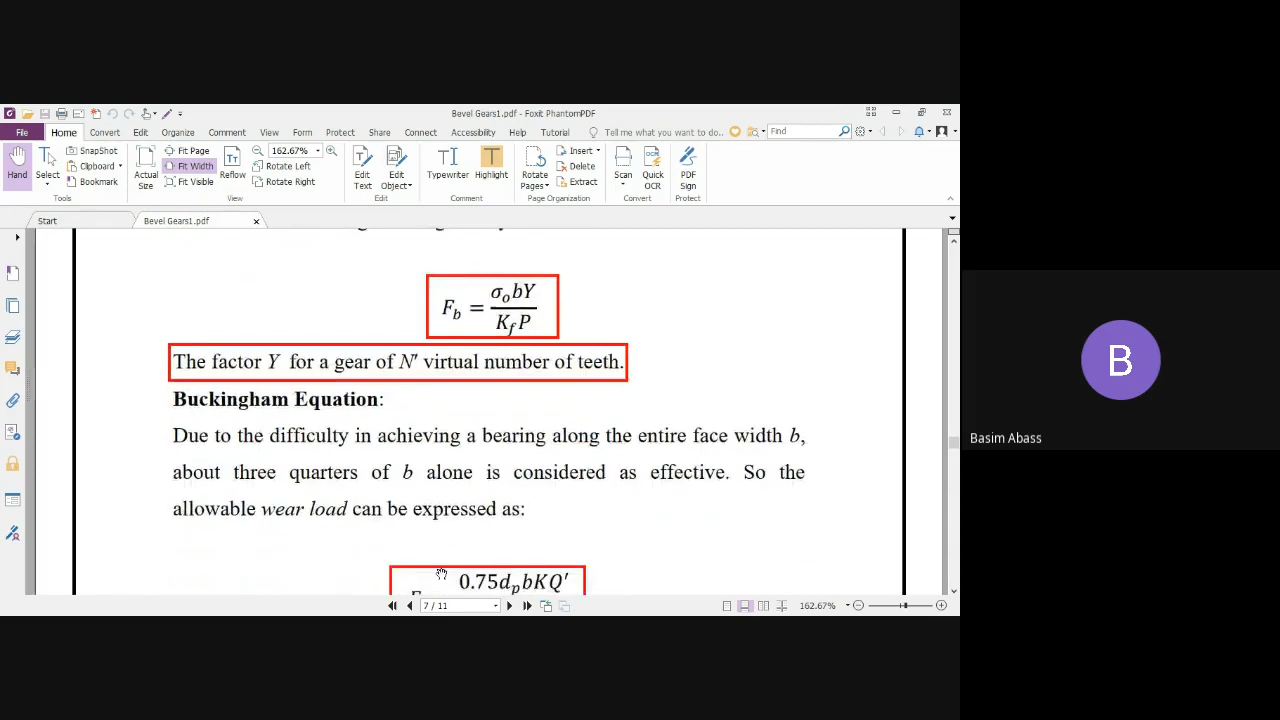 Bevel Gears1.pdf - Foxit PhantomPDF
File Home Convert Edit Organize Comment View Form Protect Share Connect Accessibility Help Tutorial Tell me what you want to do.. Find
Hand
Select
SnapShot
Clipboard
Bookmark
Tools
Actual Size
Fit Page
Fit Width
Fit Visible
Reflow
162.67%
Rotate Left
Rotate Right
View
Edit Text
Edit Object
Edit
Typewriter
Highlight
Comment
Rotate Pages
Insert
Delete
Extract
Page Organization
Scan
Quick OCR
Convert
PDF Sign
Protect
Start Bevel Gears1.pdf
F_b = σ_o bY / K_f P
The factor Y for a gear of N′ virtual number of teeth.
Buckingham Equation:
Due to the difficulty in achieving a bearing along the entire face width b,
about three quarters of b alone is considered as effective. So the
allowable wear load can be expressed as:
0.75d_p bKQ′
7 / 11 162.67%
B
Basim Abass